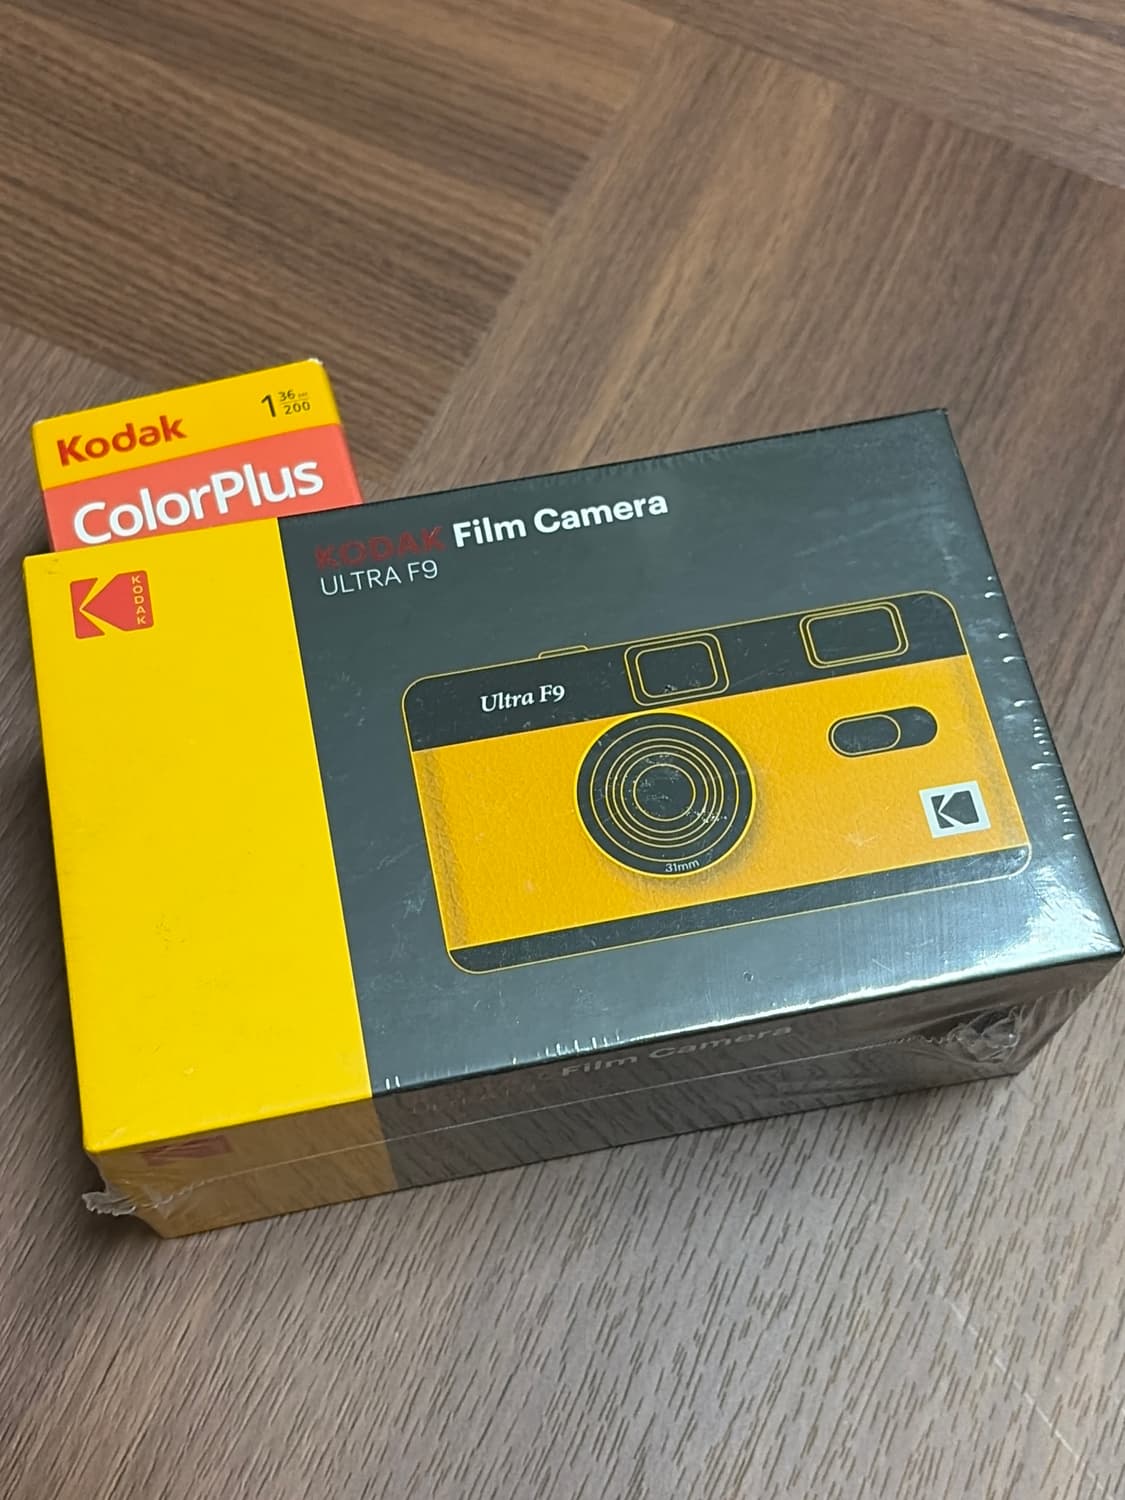 Kodak
1 36
200
ColorPlus
KODAK
KODAK Film Camera
ULTRA F9
Ultra F9
31mm
Film Camera